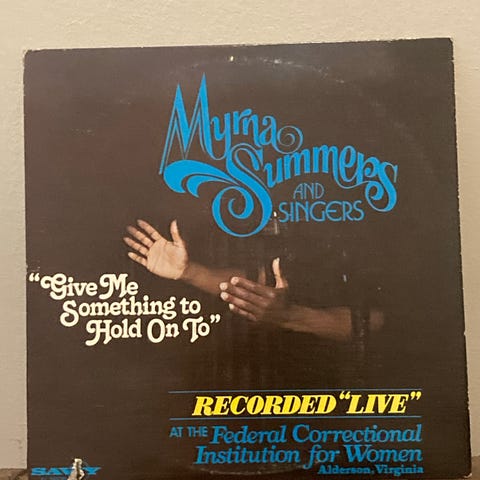 Myrna
Summers
AND
SINGERS
"Give Me
Something to
Hold On To"
RECORDED "LIVE"
AT THE Federal Correctional
Institution for Women
Alderson, Virginia